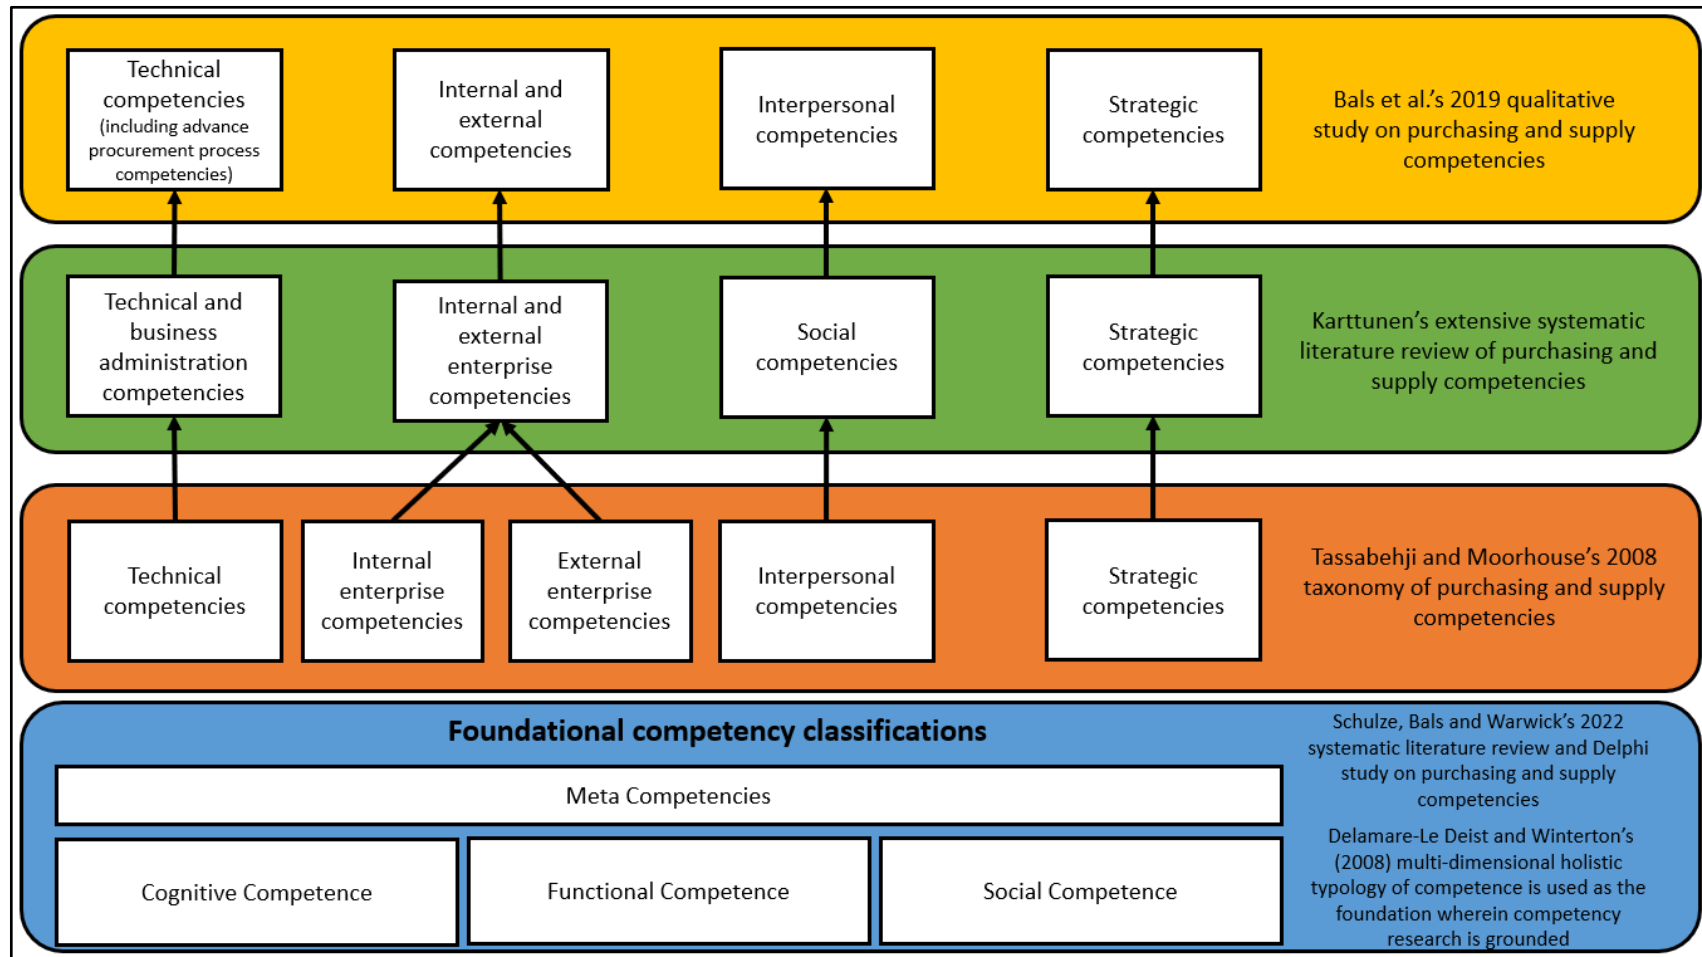 Technical
competencies
(including advance
procurement process
competencies)
Internal and
external
competencies
Interpersonal
competencies
Strategic
competencies
Bals et al.'s 2019 qualitative
study on purchasing and supply
competencies
Technical and
business
administration
competencies
Internal and
external
enterprise
competencies
Social
competencies
Strategic
competencies
Karttunen's extensive systematic
literature review of purchasing and
supply competencies
Technical
competencies
Internal
enterprise
competencies
External
enterprise
competencies
Interpersonal
competencies
Strategic
competencies
Tassabehji and Moorhouse's 2008
taxonomy of purchasing and supply
competencies
Foundational competency classifications
Meta Competencies
Cognitive Competence
Functional Competence
Social Competence
Schulze, Bals and Warwick's 2022
systematic literature review and Delphi
study on purchasing and supply
competencies
Delamare-Le Deist and Winterton's
(2008) multi-dimensional holistic
typology of competence is used as the
foundation wherein competency
research is grounded